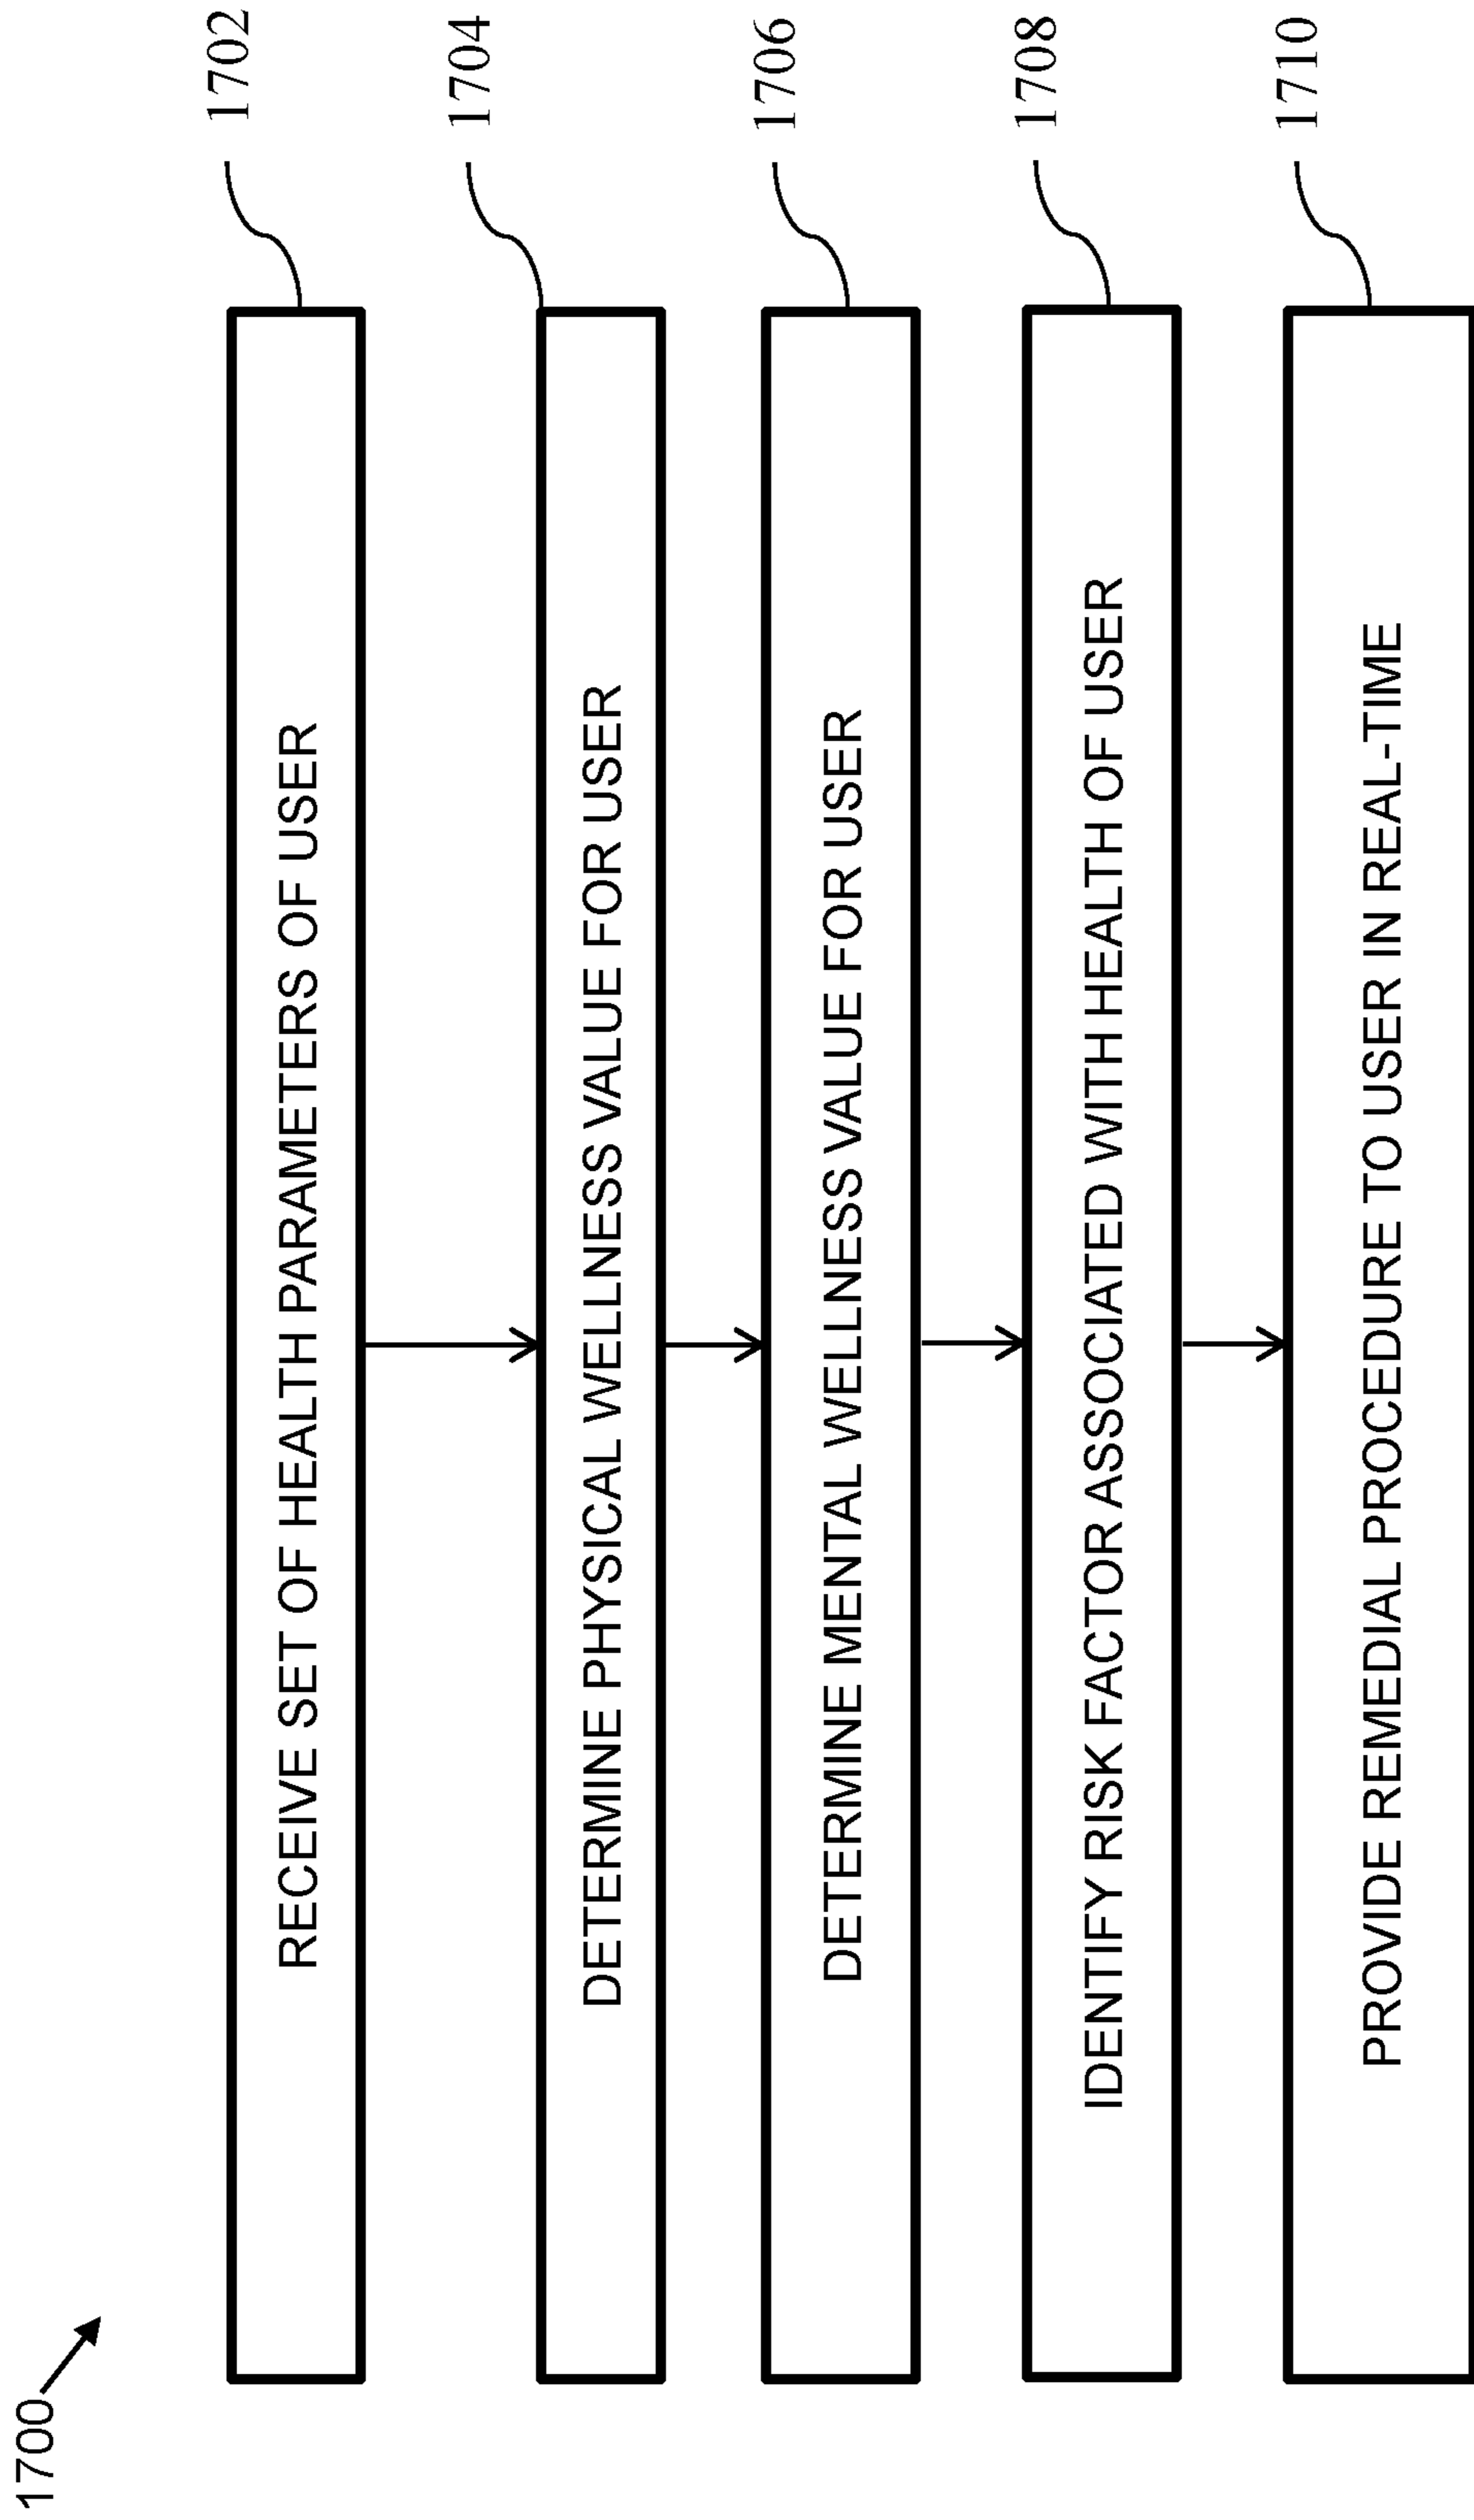 1700
RECEIVE SET OF HEALTH PARAMETERS OF USER
1702
DETERMINE PHYSICAL WELLNESS VALUE FOR USER
1704
DETERMINE MENTAL WELLNESS VALUE FOR USER
1706
IDENTIFY RISK FACTOR ASSOCIATED WITH HEALTH OF USER
1708
PROVIDE REMEDIAL PROCEDURE TO USER IN REAL-TIME
1710